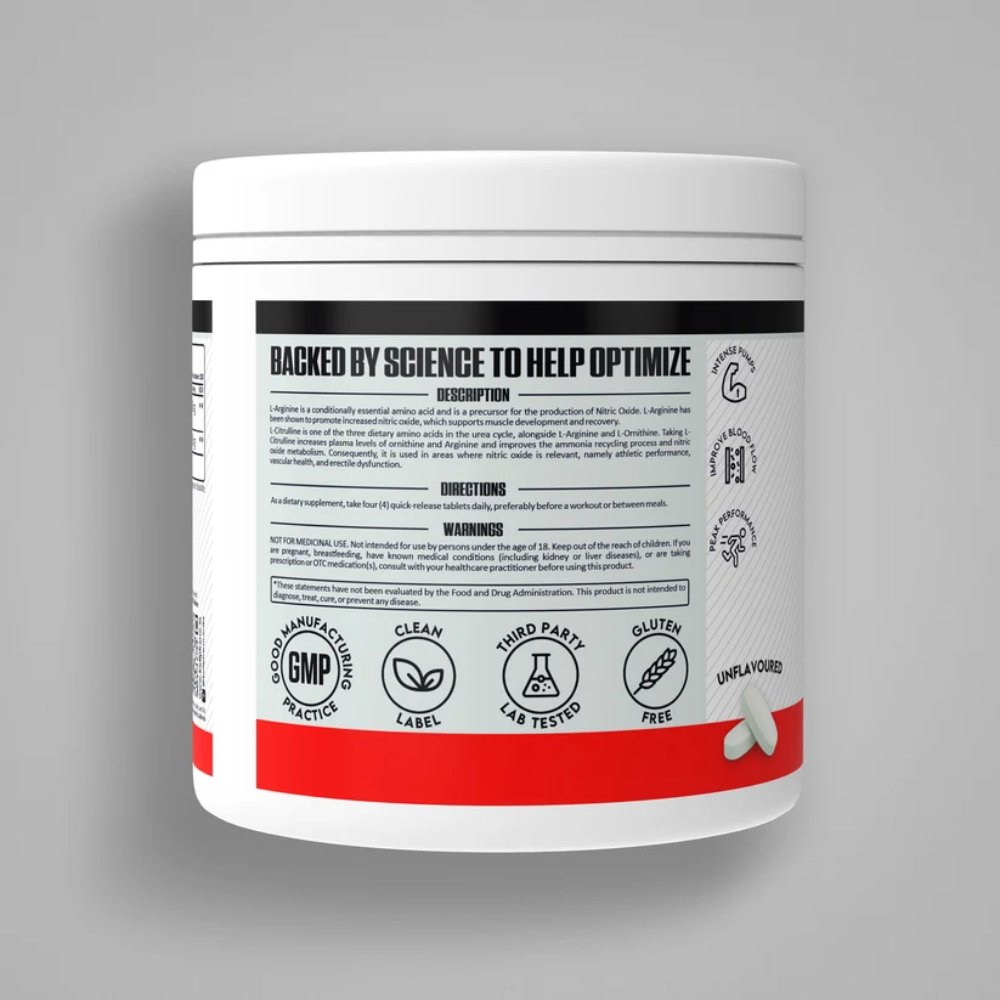 BACKED BY SCIENCE TO HELP OPTIMIZE
DESCRIPTION
L-Arginine is a conditionally essential amino acid and is a precursor for the production of Nitric Oxide. L-Arginine has
been shown to promote increased nitric oxide, which supports muscle development and recovery.
L-Citrulline is one of the three dietary amino acids in the urea cycle, alongside L-Arginine and L-Ornithine. Taking L-
Citrulline increases plasma levels of ornithine and Arginine and improves the ammonia recycling process and nitric
oxide metabolism. Consequently, it is used in areas where nitric oxide is relevant, namely athletic performance,
vascular health, and erectile dysfunction.
DIRECTIONS
As a dietary supplement, take four (4) quick-release tablets daily, preferably before a workout or between meals.
WARNINGS
NOT FOR MEDICINAL USE. Not intended for use by persons under the age of 18. Keep out of the reach of children. If you
are pregnant, breastfeeding, have known medical conditions (including kidney or liver diseases), or are taking
prescription or OTC medication(s), consult with your healthcare practitioner before using this product.
*These statements have not been evaluated by the Food and Drug Administration. This product is not intended to
diagnose, treat, cure, or prevent any disease.
GOOD MANUFACTURING
GMP
PRACTICE
CLEAN
LABEL
THIRD PARTY
LAB TESTED
GLUTEN
FREE
INTENSE PUMPS
IMPROVE BLOOD FLOW
PEAK PERFORMANCE
UNFLAVOURED